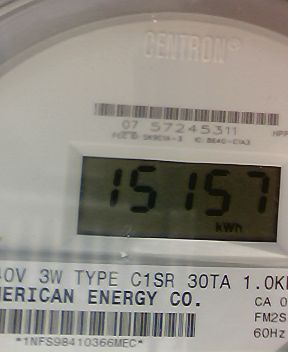 CENTRON®
07 57245311
15157
kWh
40V 3W TYPE C1SR 30TA 1.0K
MERICAN ENERGY CO.
CA 0
FM2S
60Hz
*1NFS98410366MEC*